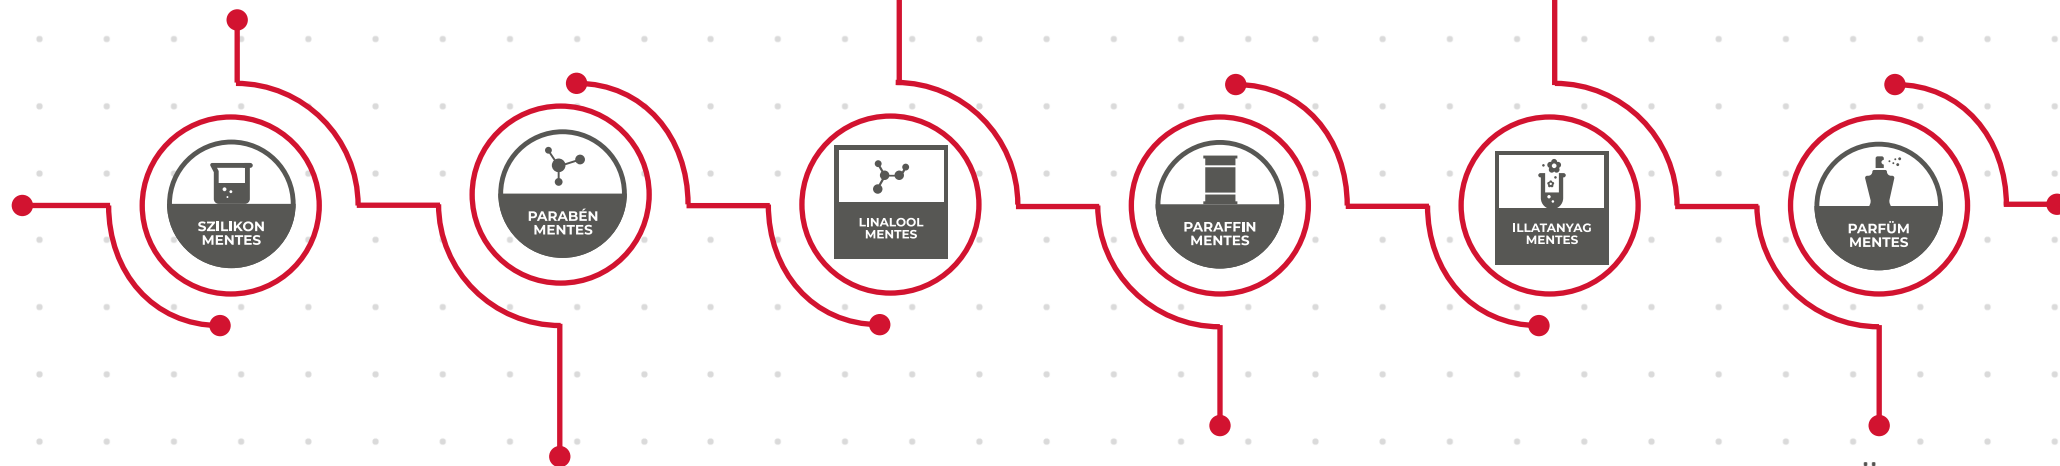 SZILIKON
MENTES
PARABÉN
MENTES
LINALOOL
MENTES
PARAFFIN
MENTES
ILLATANYAG
MENTES
PARFÜM
MENTES